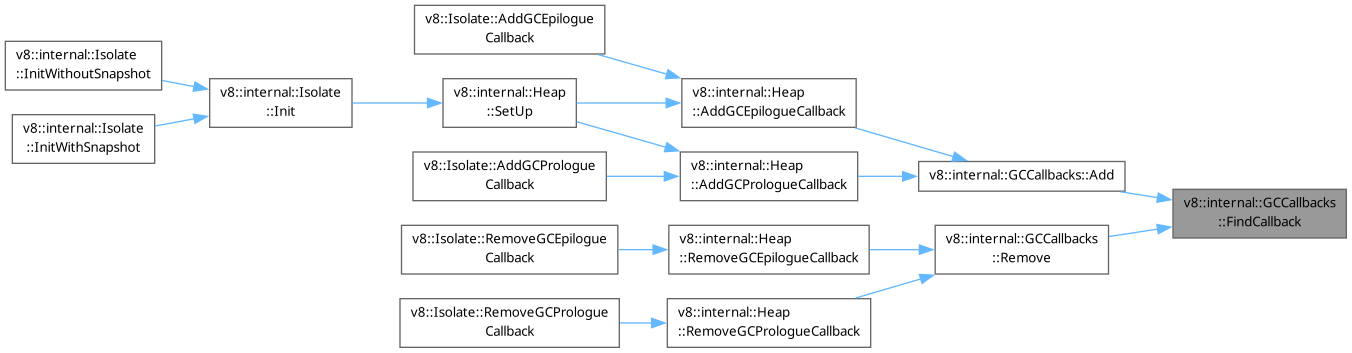 v8::Isolate::AddGCEpilogue
Callback
v8::internal::Isolate
::InitWithoutSnapshot
v8::internal::Isolate
::Init
v8::internal::Heap
::SetUp
v8::internal::Heap
::AddGCEpilogueCallback
v8::internal::Isolate
::InitWithSnapshot
v8::Isolate::AddGCPrologue
Callback
v8::internal::Heap
::AddGCPrologueCallback
v8::internal::GCCallbacks::Add
v8::internal::GCCallbacks
::FindCallback
v8::Isolate::RemoveGCEpilogue
Callback
v8::internal::Heap
::RemoveGCEpilogueCallback
v8::internal::GCCallbacks
::Remove
v8::Isolate::RemoveGCPrologue
Callback
v8::internal::Heap
::RemoveGCPrologueCallback